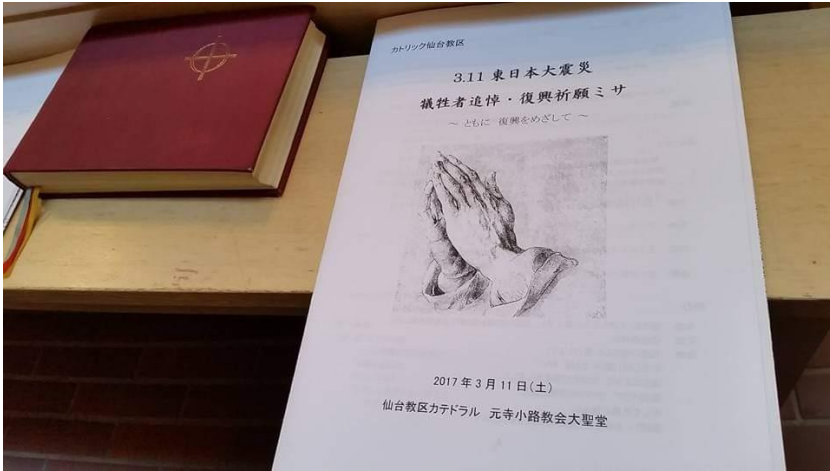 カトリック仙台教区
3.11 東日本大震災
犠牲者追悼・復興祈願ミサ
～ ともに 復興をめざして ～
2017 年 3 月 11 日（土）
仙台教区カテドラル 元寺小路教会大聖堂